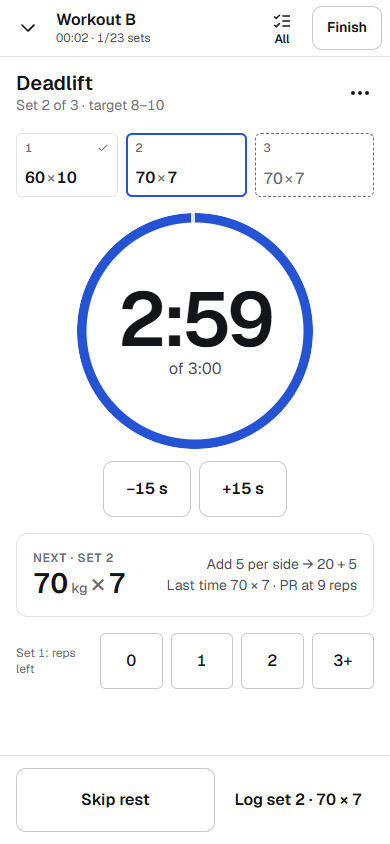 Workout B
00:02 · 1/23 sets
All
Finish
Deadlift
Set 2 of 3 · target 8–10
1
60×10
2
70×7
3
70×7
2:59
of 3:00
−15 s
+15 s
NEXT · SET 2
70 kg × 7
Add 5 per side → 20 + 5
Last time 70 × 7 · PR at 9 reps
Set 1: reps
left
0
1
2
3+
Skip rest
Log set 2 · 70 × 7